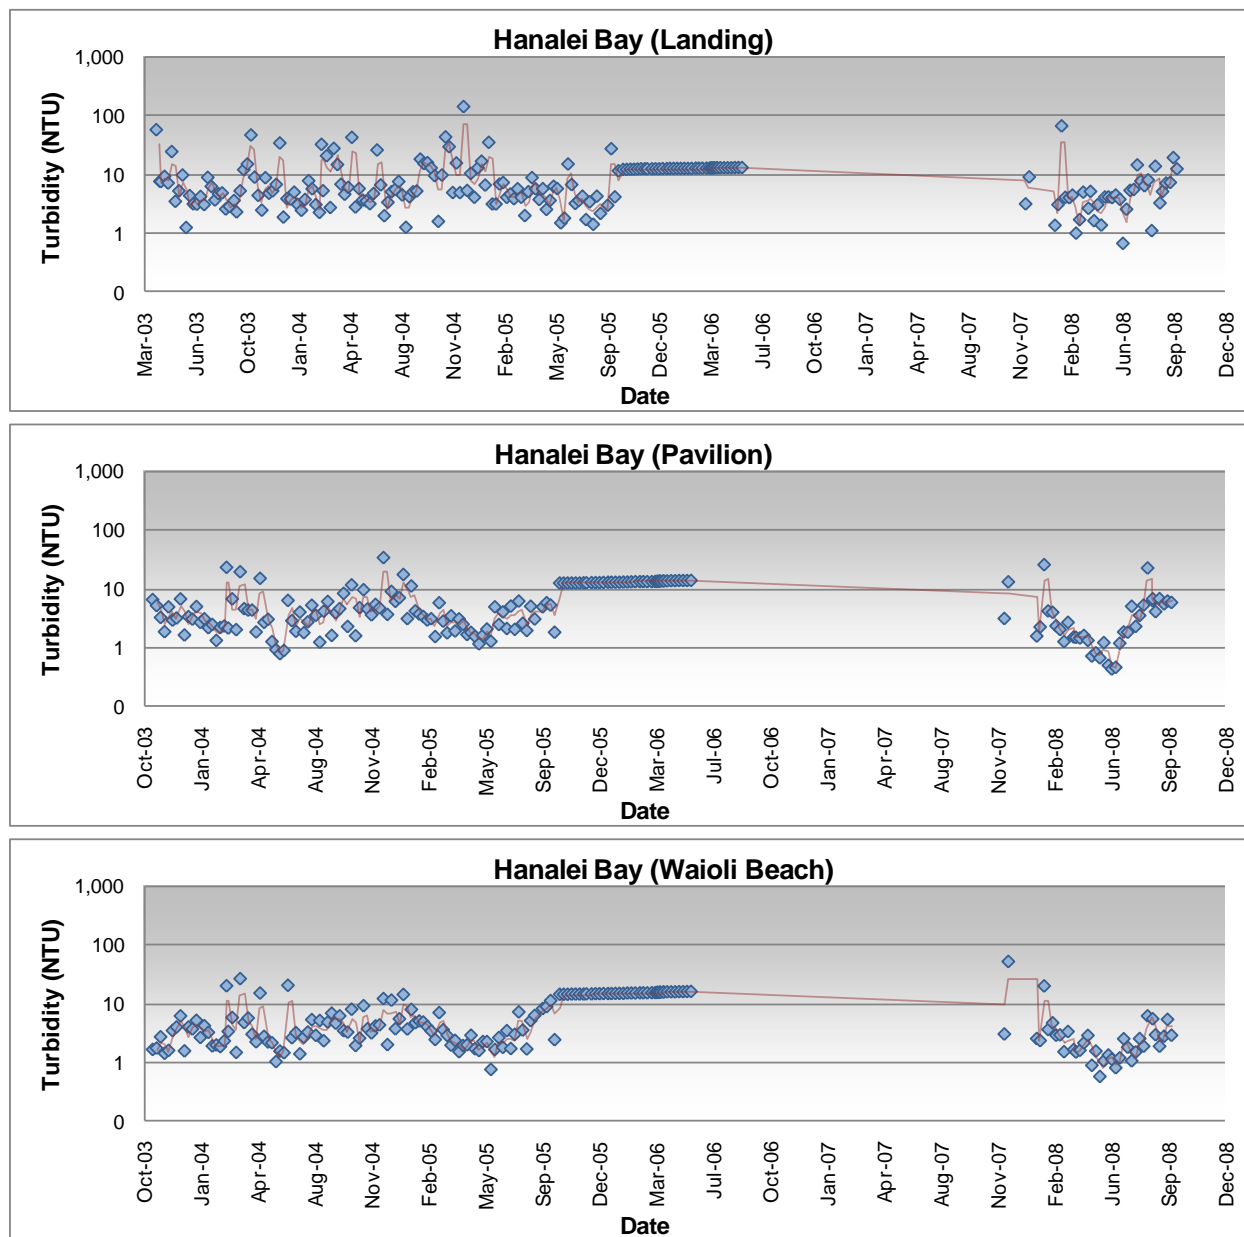 Hanalei Bay (Landing)
1,000
100
10
1
0
Turbidity (NTU)
Mar-03 Jun-03 Oct-03 Jan-04 Apr-04 Aug-04 Nov-04 Feb-05 May-05 Sep-05 Dec-05 Mar-06 Jul-06 Oct-06 Jan-07 Apr-07 Aug-07 Nov-07 Feb-08 Jun-08 Sep-08 Dec-08
Date
Hanalei Bay (Pavilion)
1,000
100
10
1
0
Turbidity (NTU)
Oct-03 Jan-04 Apr-04 Aug-04 Nov-04 Feb-05 May-05 Sep-05 Dec-05 Mar-06 Jul-06 Oct-06 Jan-07 Apr-07 Aug-07 Nov-07 Feb-08 Jun-08 Sep-08 Dec-08
Date
Hanalei Bay (Waioli Beach)
1,000
100
10
1
0
Turbidity (NTU)
Oct-03 Jan-04 Apr-04 Aug-04 Nov-04 Feb-05 May-05 Sep-05 Dec-05 Mar-06 Jul-06 Oct-06 Jan-07 Apr-07 Aug-07 Nov-07 Feb-08 Jun-08 Sep-08 Dec-08
Date